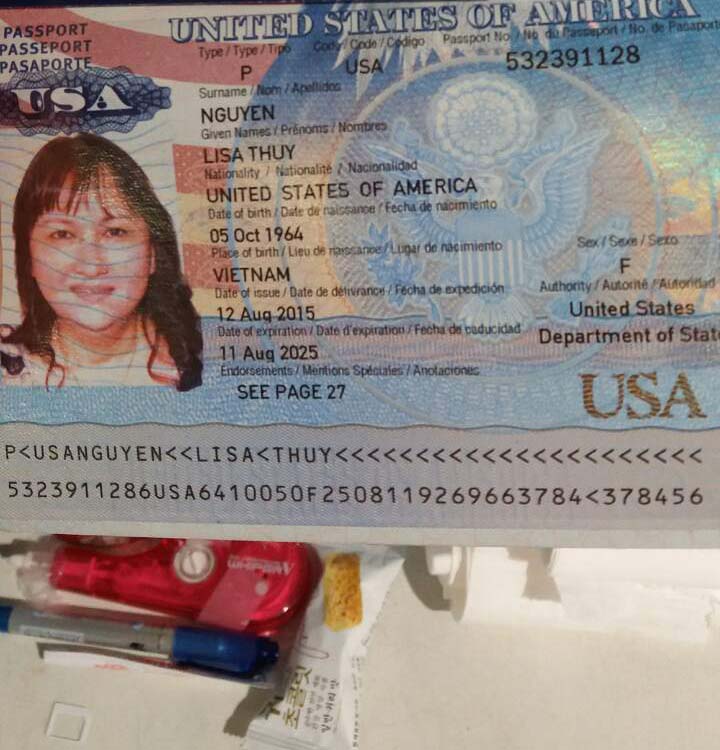 PASSPORT
PASSEPORT
PASAPORTE
USA
UNITED STATES OF AMERICA
Type / Type / Tipo Code / Code / Código Passport No. / No. du Passeport / No. de Pasaport
P USA 532391128
Surname / Nom / Apellidos
NGUYEN
Given Names / Prénoms / Nombres
LISA THUY
Nationality / Nationalité / Nacionalidad
UNITED STATES OF AMERICA
Date of birth / Date de naissance / Fecha de nacimiento
05 Oct 1964
Place of birth / Lieu de naissance / Lugar de nacimiento Sex / Sexe / Sexo
VIETNAM F
Date of issue / Date de délivrance / Fecha de expedición Authority / Autorité / Autoridad
12 Aug 2015 United States
Date of expiration / Date d'expiration / Fecha de caducidad Department of State
11 Aug 2025
Endorsements / Mentions Spéciales / Anotaciones
SEE PAGE 27
USA
P<USANGUYEN<<LISA<THUY<<<<<<<<<<<<<<<<<<<<<<
5323911286USA6410050F2508119269663784<378456
초콜릿